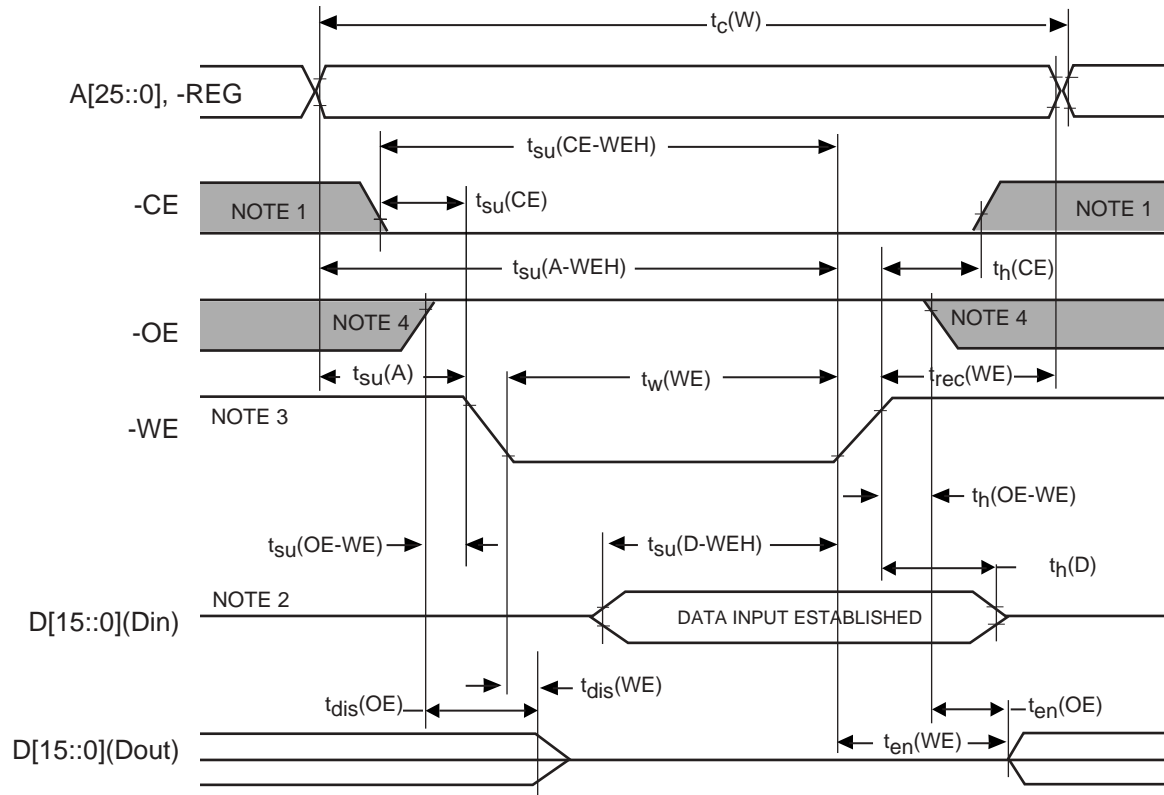 tc(W)
A[25::0], -REG
tsu(CE-WEH)
-CE
NOTE 1
tsu(CE)
NOTE 1
tsu(A-WEH)
th(CE)
-OE
NOTE 4
NOTE 4
tsu(A)
tw(WE)
trec(WE)
-WE
NOTE 3
th(OE-WE)
tsu(OE-WE)
tsu(D-WEH)
th(D)
NOTE 2
D[15::0](Din)
DATA INPUT ESTABLISHED
tdis(WE)
tdis(OE)
ten(OE)
D[15::0](Dout)
ten(WE)